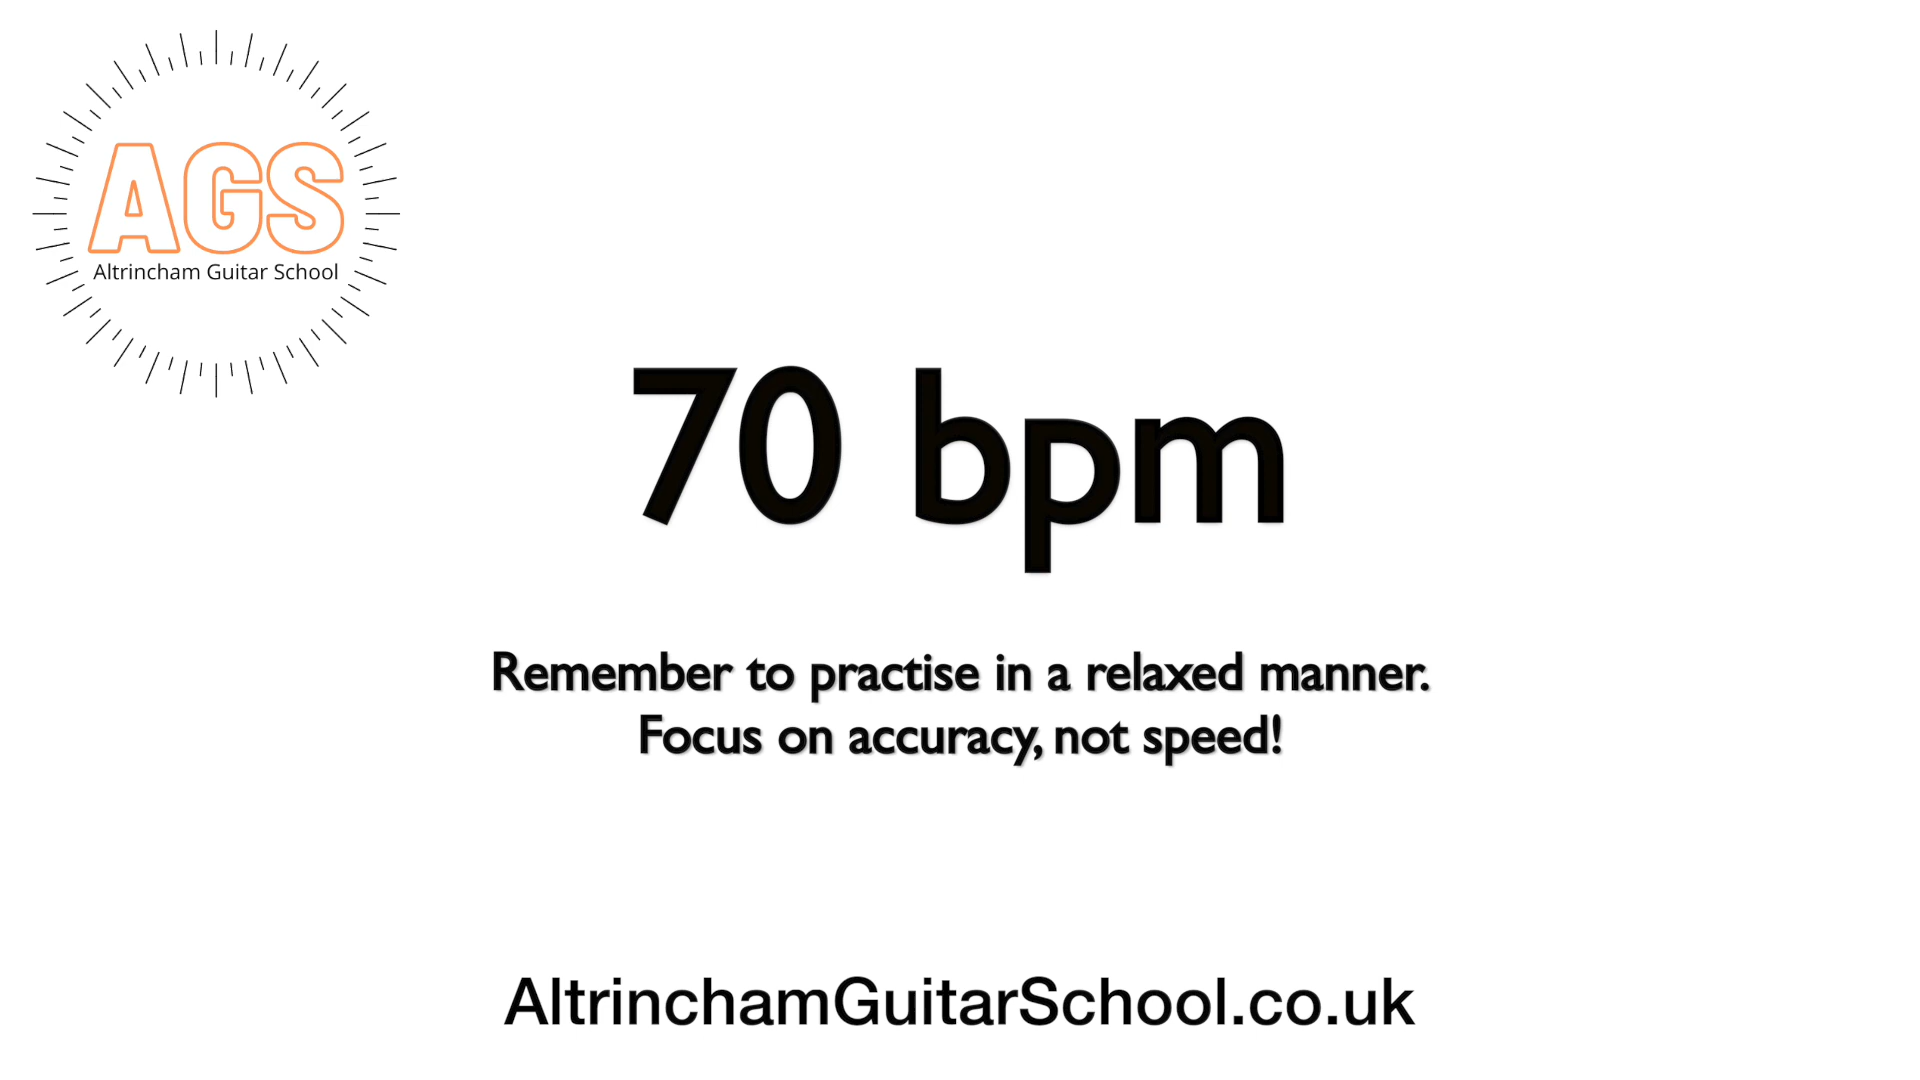 AGS
Altrincham Guitar School
70 bpm
Remember to practise in a relaxed manner.
Focus on accuracy, not speed!
AltrinchamGuitarSchool.co.uk